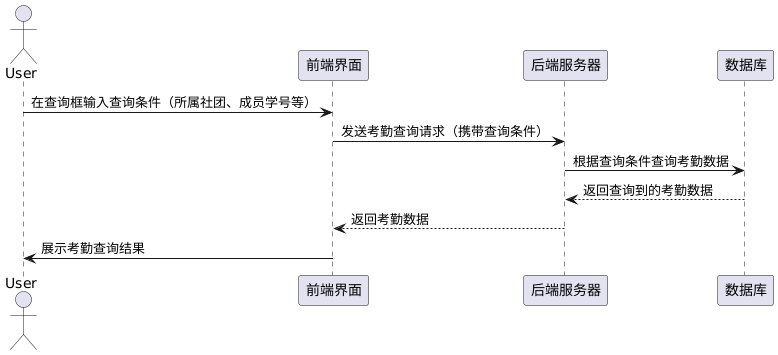 User
前端界面
后端服务器
数据库
在查询框输入查询条件（所属社团、成员学号等）
发送考勤查询请求（携带查询条件）
根据查询条件查询考勤数据
返回查询到的考勤数据
返回考勤数据
展示考勤查询结果
User
前端界面
后端服务器
数据库